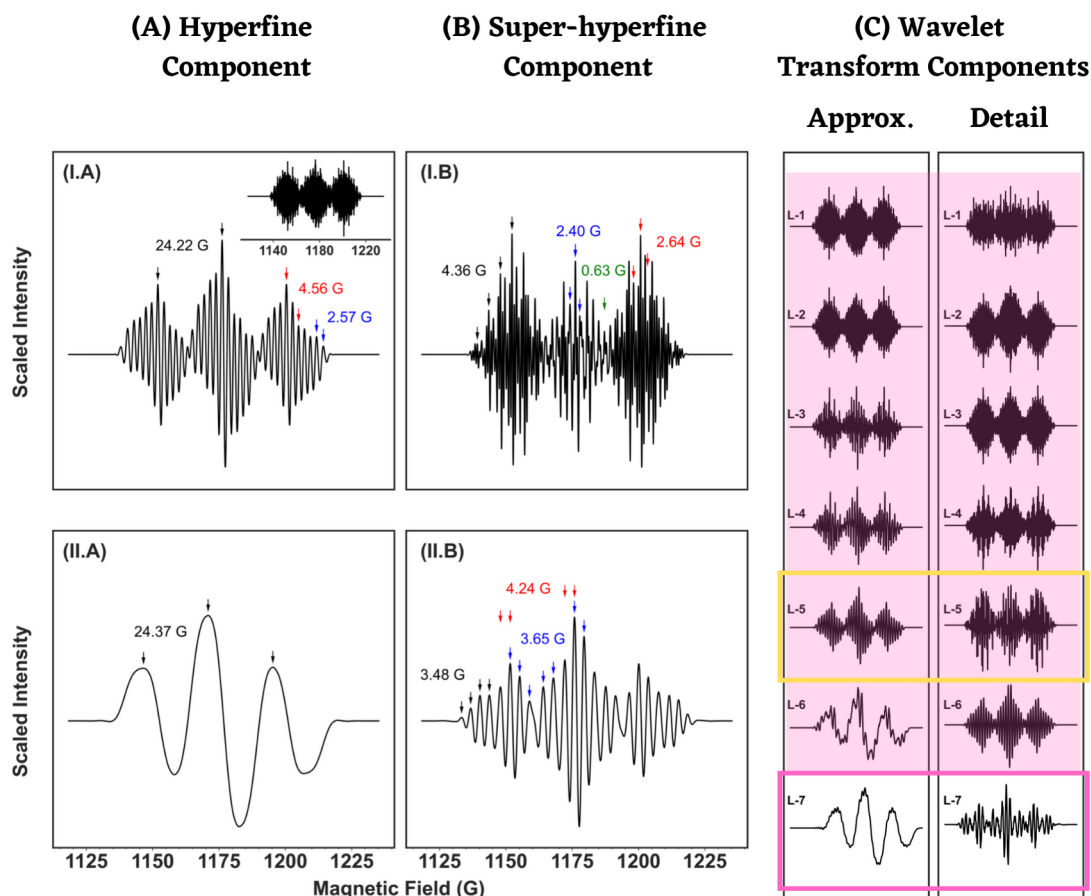 (A) Hyperfine
Component
(B) Super-hyperfine
Component
(C) Wavelet
Transform Components
Approx.
Detail
Scaled Intensity
(I.A)
24.22 G
4.56 G
2.57 G
1140 1180 1220
(I.B)
4.36 G
2.40 G
0.63 G
2.64 G
Scaled Intensity
(II.A)
24.37 G
1125 1150 1175 1200 1225
(II.B)
4.24 G
3.65 G
3.48 G
1125 1150 1175 1200 1225
Magnetic Field (G)
L-1 L-1
L-2 L-2
L-3 L-3
L-4 L-4
L-5 L-5
L-6 L-6
L-7 L-7